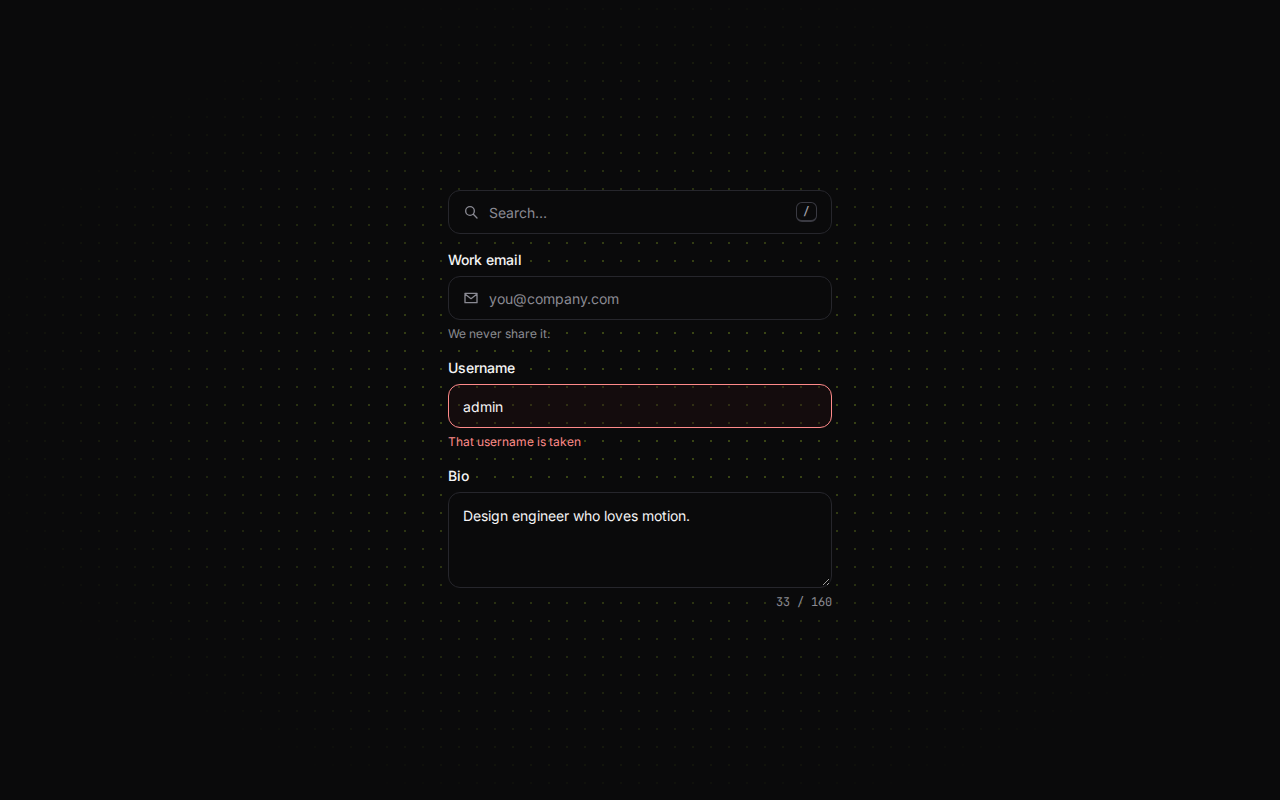 Search...
/
Work email
you@company.com
We never share it.
Username
admin
That username is taken
Bio
Design engineer who loves motion.
33 / 160